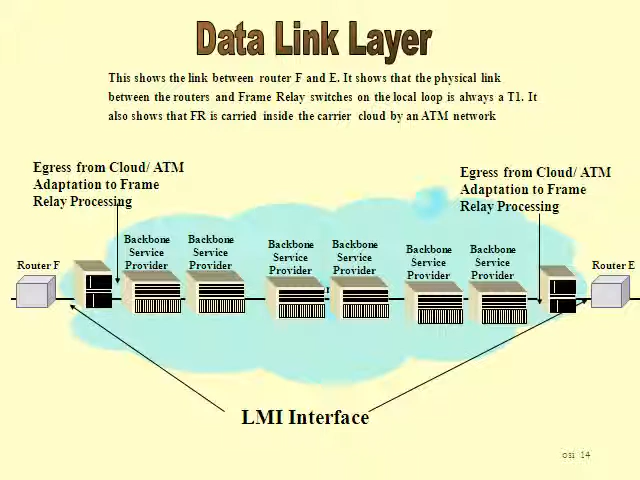 Data Link Layer
This shows the link between router F and E. It shows that the physical link
between the routers and Frame Relay switches on the local loop is always a T1. It
also shows that FR is carried inside the carrier cloud by an ATM network
Egress from Cloud/ ATM
Adaptation to Frame
Relay Processing
Egress from Cloud/ ATM
Adaptation to Frame
Relay Processing
Router F
Backbone
Service
Provider
Backbone
Service
Provider
Backbone
Service
Provider
Backbone
Service
Provider
Backbone
Service
Provider
Backbone
Service
Provider
Router E
LMI Interface
osi 14